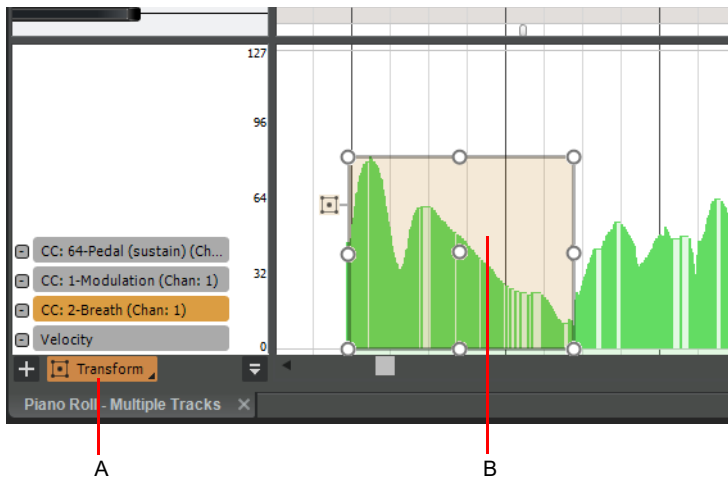 127
96
64
CC: 64-Pedal (sustain) (Ch...
CC: 1-Modulation (Chan: 1)
32
CC: 2-Breath (Chan: 1)
Velocity
0
Transform
Piano Roll - Multiple Tracks
A
B